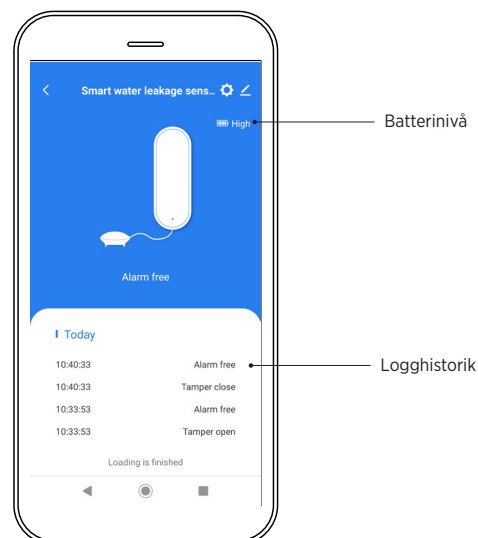 Smart water leakage sens..
High
Batterinivå
Alarm free
Today
10:40:33 Alarm free
Logghistorik
10:40:33 Tamper close
10:33:53 Alarm free
10:33:53 Tamper open
Loading is finished